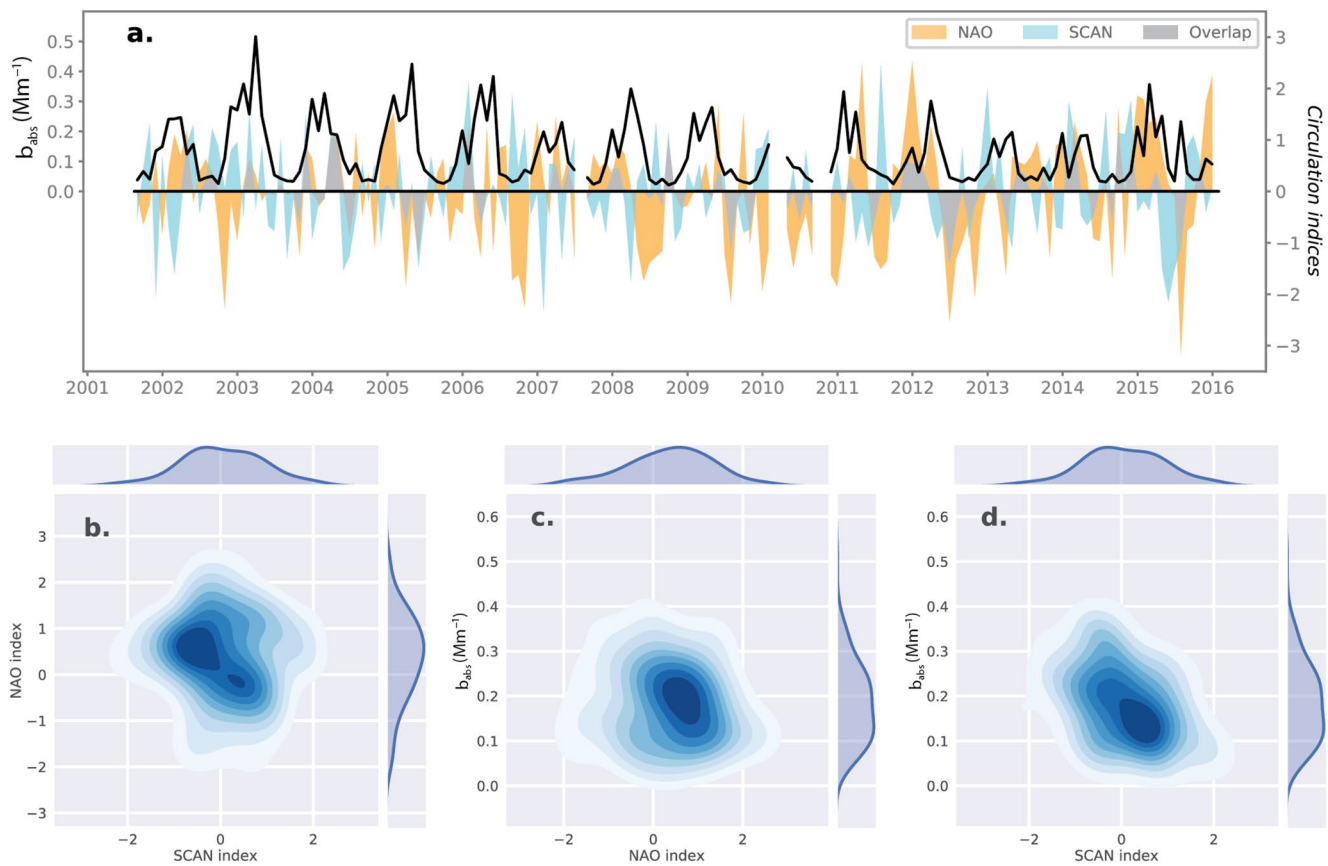 a.
NAO SCAN Overlap
b_abs (Mm⁻¹)
0.5
0.4
0.3
0.2
0.1
0.0
3
2
1
0
−1
−2
−3
Circulation indices
2001 2002 2003 2004 2005 2006 2007 2008 2009 2010 2011 2012 2013 2014 2015 2016
b.
NAO index
3
2
1
0
−1
−2
−3
−2 0 2
SCAN index
c.
b_abs (Mm⁻¹)
0.6
0.5
0.4
0.3
0.2
0.1
0.0
−2 0 2
NAO index
d.
b_abs (Mm⁻¹)
0.6
0.5
0.4
0.3
0.2
0.1
0.0
−2 0 2
SCAN index